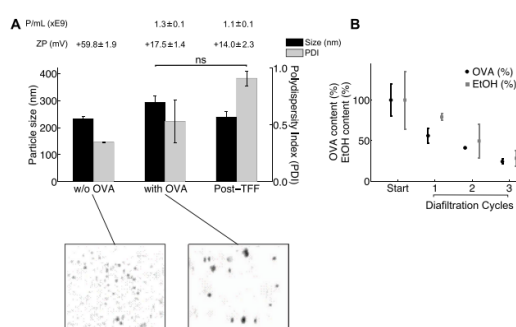 A
P/mL (xE9) 1.3±0.1 1.1±0.1
ZP (mV) +59.8±1.9 +17.5±1.4 +14.0±2.3
ns
Size (nm)
PDI
Particle size (nm)
400
300
200
100
0
1.0
0.5
0.0
Polydispersity Index (PDI)
w/o OVA with OVA Post−TFF
B
OVA (%)
EtOH (%)
OVA content (%)
EtOH content (%)
100
50
0
Start 1 2 3
Diafiltration Cycles